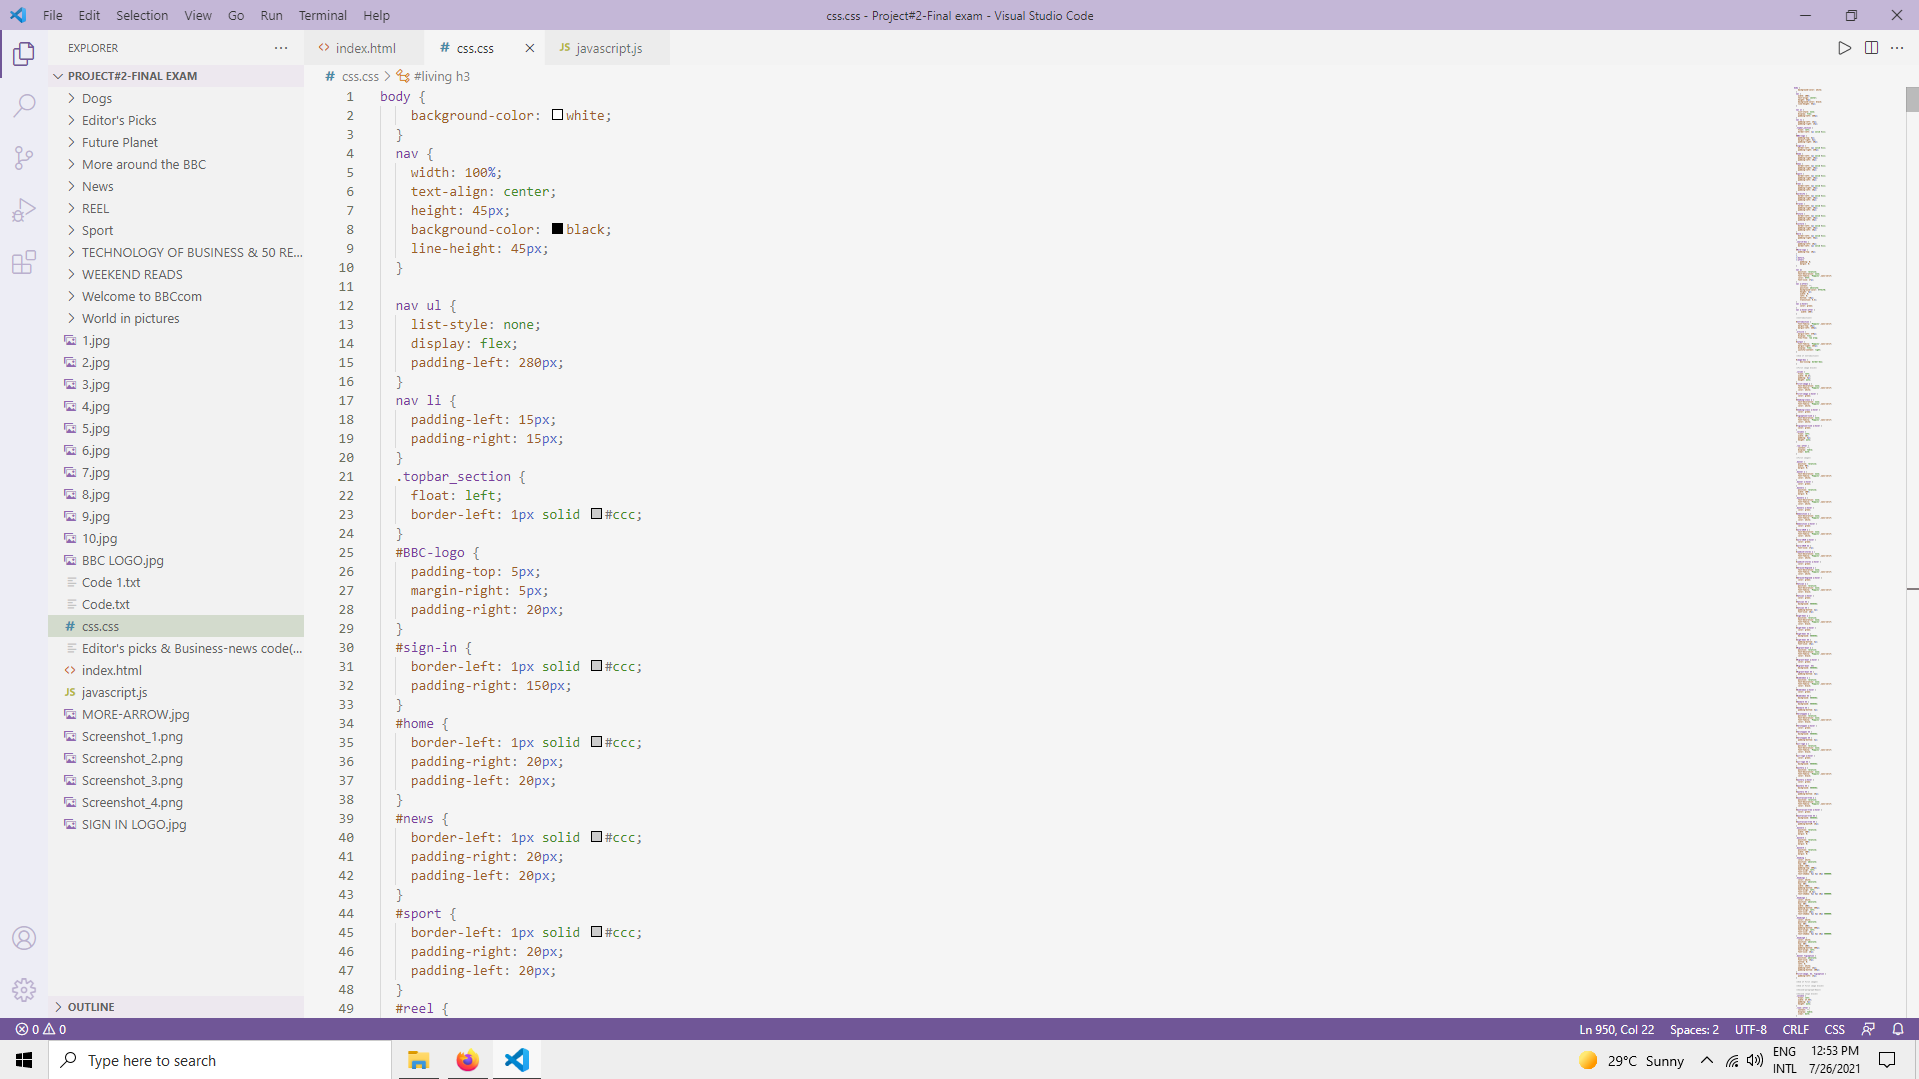 File Edit Selection View Go Run Terminal Help
css.css - Project#2-Final exam - Visual Studio Code
EXPLORER
PROJECT#2-FINAL EXAM
Dogs
Editor's Picks
Future Planet
More around the BBC
News
REEL
Sport
TECHNOLOGY OF BUSINESS & 50 RE...
WEEKEND READS
Welcome to BBCcom
World in pictures
1.jpg
2.jpg
3.jpg
4.jpg
5.jpg
6.jpg
7.jpg
8.jpg
9.jpg
10.jpg
BBC LOGO.jpg
Code 1.txt
Code.txt
# css.css
Editor's picks & Business-news code(...
<> index.html
JS javascript.js
MORE-ARROW.jpg
Screenshot_1.png
Screenshot_2.png
Screenshot_3.png
Screenshot_4.png
SIGN IN LOGO.jpg
OUTLINE
<> index.html # css.css JS javascript.js
# css.css > #living h3
1 body {
2 background-color: white;
3 }
4 nav {
5 width: 100%;
6 text-align: center;
7 height: 45px;
8 background-color: black;
9 line-height: 45px;
10 }
11
12 nav ul {
13 list-style: none;
14 display: flex;
15 padding-left: 280px;
16 }
17 nav li {
18 padding-left: 15px;
19 padding-right: 15px;
20 }
21 .topbar_section {
22 float: left;
23 border-left: 1px solid #ccc;
24 }
25 #BBC-logo {
26 padding-top: 5px;
27 margin-right: 5px;
28 padding-right: 20px;
29 }
30 #sign-in {
31 border-left: 1px solid #ccc;
32 padding-right: 150px;
33 }
34 #home {
35 border-left: 1px solid #ccc;
36 padding-right: 20px;
37 padding-left: 20px;
38 }
39 #news {
40 border-left: 1px solid #ccc;
41 padding-right: 20px;
42 padding-left: 20px;
43 }
44 #sport {
45 border-left: 1px solid #ccc;
46 padding-right: 20px;
47 padding-left: 20px;
48 }
49 #reel {
0 0
Ln 950, Col 22 Spaces: 2 UTF-8 CRLF CSS
Type here to search
29°C Sunny
ENG
INTL
12:53 PM
7/26/2021